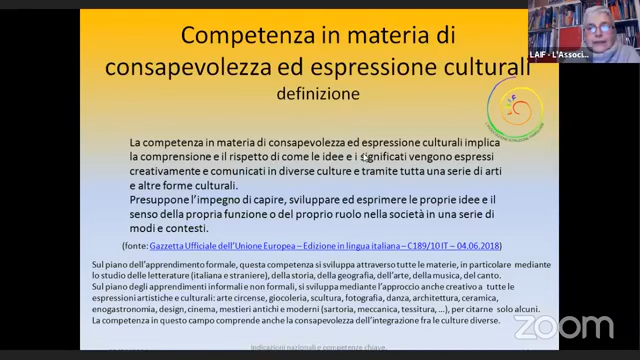 Competenza in materia di
consapevolezza ed espressione culturali
definizione
LAIF - L'Associ...
La competenza in materia di consapevolezza ed espressione culturali implica
la comprensione e il rispetto di come le idee e i significati vengono espressi
creativamente e comunicati in diverse culture e tramite tutta una serie di arti
e altre forme culturali.
Presuppone l'impegno di capire, sviluppare ed esprimere le proprie idee e il
senso della propria funzione o del proprio ruolo nella società in una serie di
modi e contesti.
(fonte: Gazzetta Ufficiale dell'Unione Europea – Edizione in lingua italiana – C189/10 IT – 04.06.2018)
Sul piano dell'apprendimento formale, questa competenza si sviluppa attraverso tutte le materie, in particolare mediante
lo studio delle letterature (italiana e straniere), della storia, della geografia, dell'arte, della musica, del canto.
Sul piano degli apprendimenti informali e non formali, si sviluppa mediante l'approccio anche creativo a tutte le
espressioni artistiche e culturali: arte circense, giocoleria, scultura, fotografia, danza, architettura, ceramica,
enogastronomia, design, cinema, mestieri antichi e moderni (sartoria, meccanica, tessitura, ...), per citarne solo alcuni.
La competenza in questo campo comprende anche la consapevolezza dell'integrazione fra le culture diverse.
zoom
Indicazioni nazionali e competenze chiave.